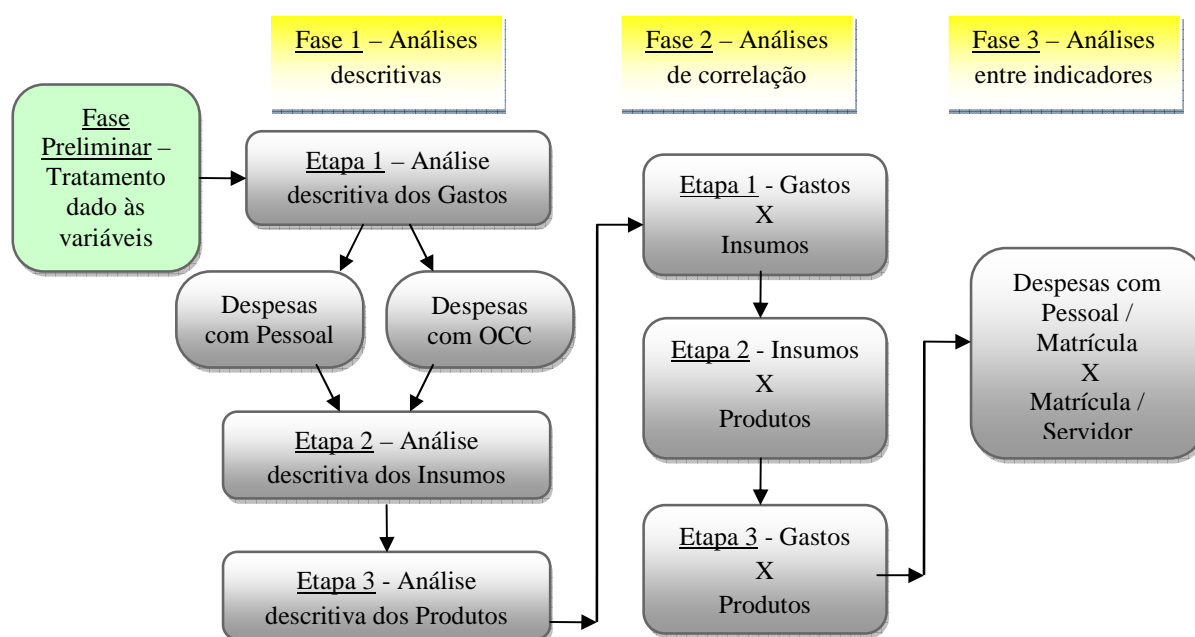 Fase 1 – Análises
descritivas
Fase 2 – Análises
de correlação
Fase 3 – Análises
entre indicadores
Fase
Preliminar –
Tratamento
dado às
variáveis
Etapa 1 – Análise
descritiva dos Gastos
Despesas
com Pessoal
Despesas
com OCC
Etapa 2 – Análise
descritiva dos Insumos
Etapa 3 - Análise
descritiva dos Produtos
Etapa 1 - Gastos
X
Insumos
Etapa 2 - Insumos
X
Produtos
Etapa 3 - Gastos
X
Produtos
Despesas com
Pessoal /
Matrícula
X
Matrícula /
Servidor